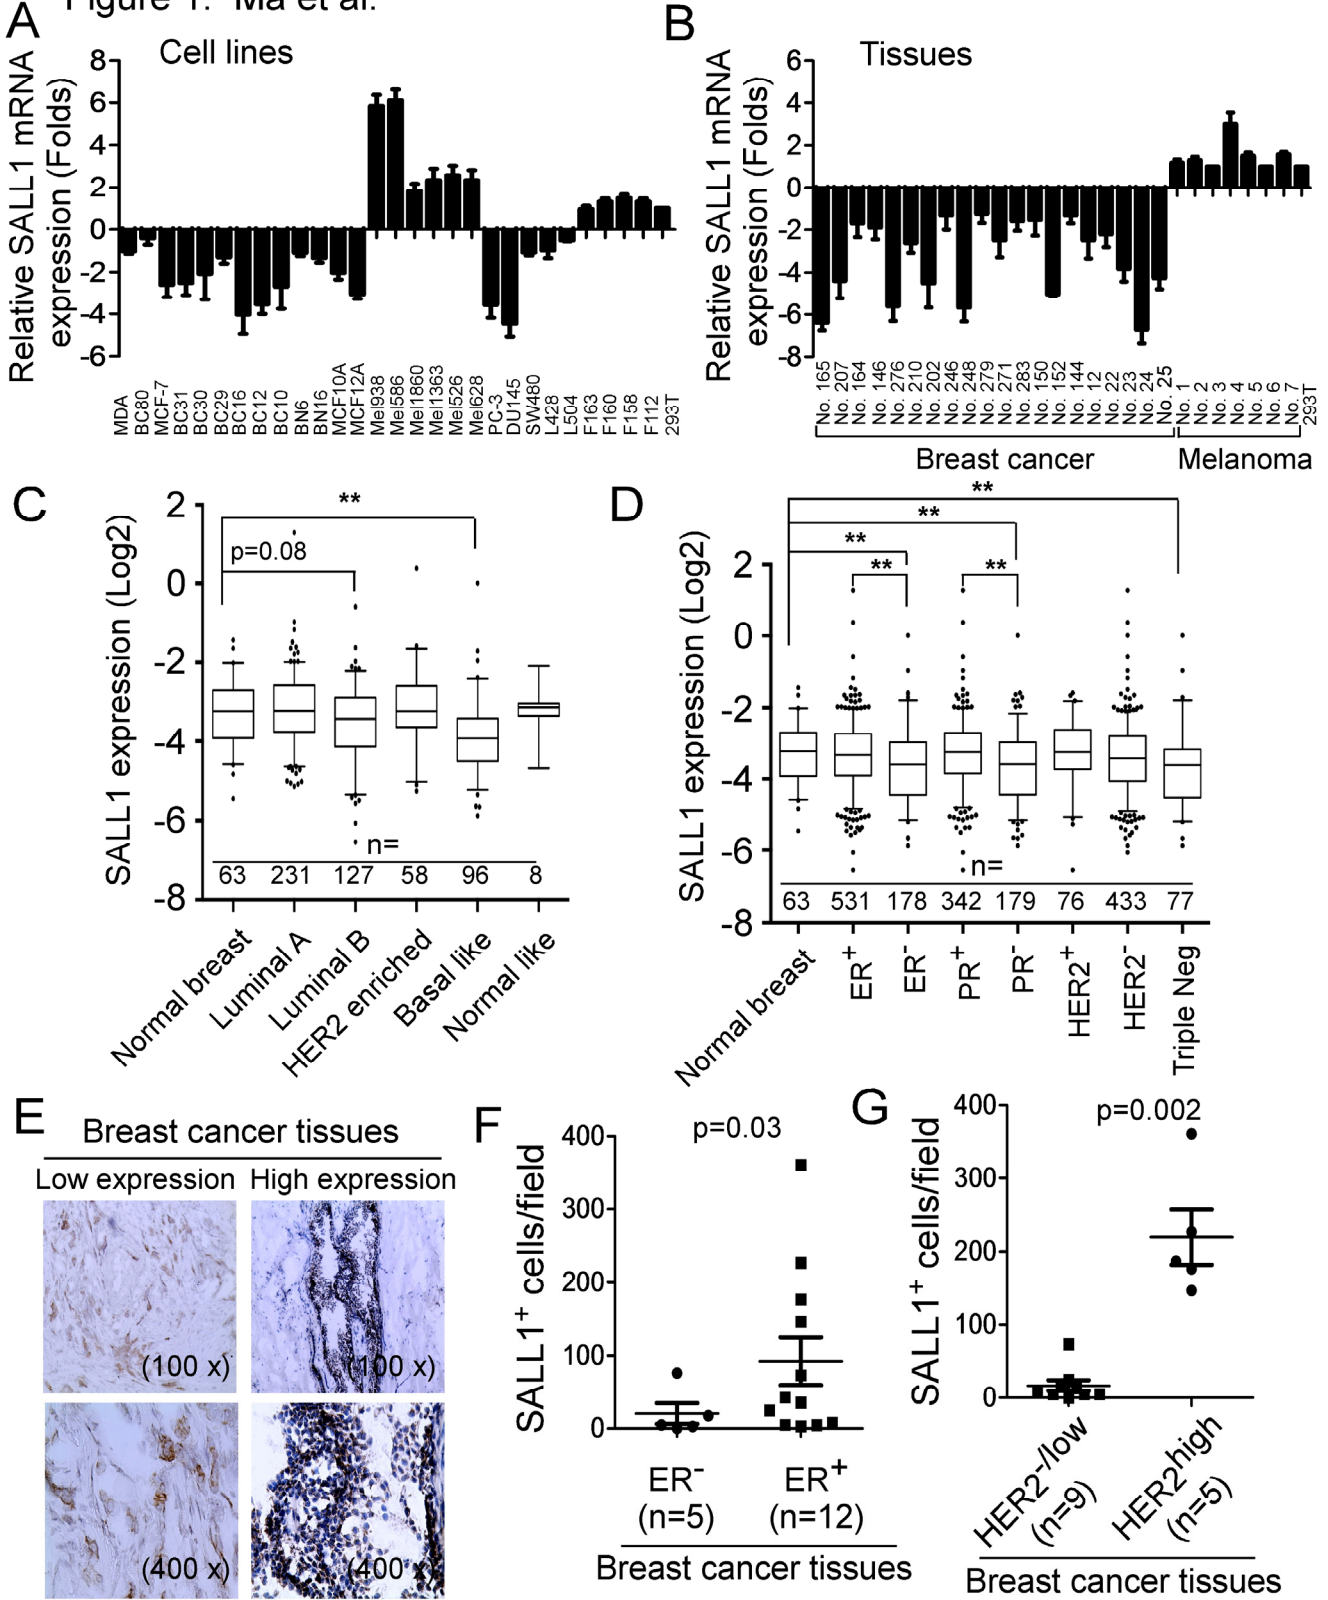 Figure 1. Ma et al.
A
Cell lines
Relative SALL1 mRNA
expression (Folds)
8
6
4
2
0
-2
-4
-6
MDA
BC80
MCF-7
BC31
BC30
BC29
BC16
BC12
BC10
BN6
BN16
MCF10A
MCF12A
Mel938
Mel586
Mel1860
Mel1363
Mel526
Mel628
PC-3
DU145
SW480
L428
L504
F163
F160
F158
F112
293T
B
Tissues
Relative SALL1 mRNA
expression (Folds)
6
4
2
0
-2
-4
-6
-8
No. 165
No. 207
No. 164
No. 146
No. 276
No. 210
No. 202
No. 246
No. 248
No. 279
No. 271
No. 283
No. 150
No. 152
No. 144
No. 12
No. 22
No. 23
No. 24
No. 25
No. 1
No. 2
No. 3
No. 4
No. 5
No. 6
No. 7
293T
Breast cancer
Melanoma
C
SALL1 expression (Log2)
2
0
-2
-4
-6
-8
**
p=0.08
n=
63 231 127 58 96 8
Normal breast
Luminal A
Luminal B
HER2 enriched
Basal like
Normal like
D
SALL1 expression (Log2)
2
0
-2
-4
-6
-8
**
**
**
** **
n=
63 531 178 342 179 76 433 77
Normal breast
ER+
ER-
PR+
PR-
HER2+
HER2-
Triple Neg
E
Breast cancer tissues
Low expression High expression
(100 x) (100 x)
(400 x) (400 x)
F
p=0.03
SALL1+ cells/field
400
300
200
100
0
ER- ER+
(n=5) (n=12)
Breast cancer tissues
G
p=0.002
SALL1+ cells/field
400
300
200
100
0
HER2-/low
(n=9)
HER2high
(n=5)
Breast cancer tissues